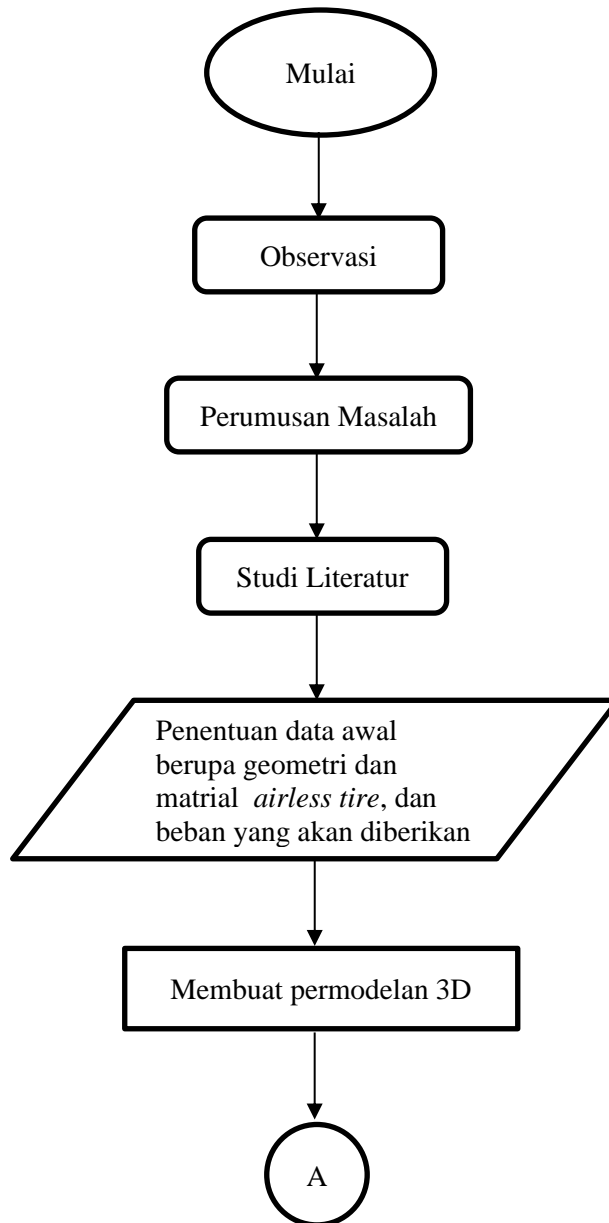 Mulai
Observasi
Perumusan Masalah
Studi Literatur
Penentuan data awal
berupa geometri dan
matrial airless tire, dan
beban yang akan diberikan
Membuat permodelan 3D
A